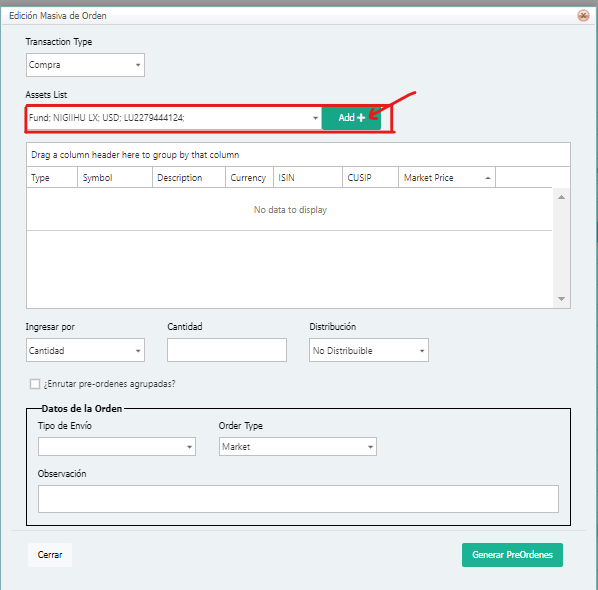 Edición Masiva de Orden
Transaction Type
Compra
Assets List
Fund; NIGIIHU LX; USD; LU2279444124;
Add +
Drag a column header here to group by that column
Type Symbol Description Currency ISIN CUSIP Market Price
No data to display
Ingresar por Cantidad Distribución
Cantidad No Distribuible
¿Enrutar pre-ordenes agrupadas?
Datos de la Orden
Tipo de Envío Order Type
Market
Observación
Cerrar Generar PreOrdenes